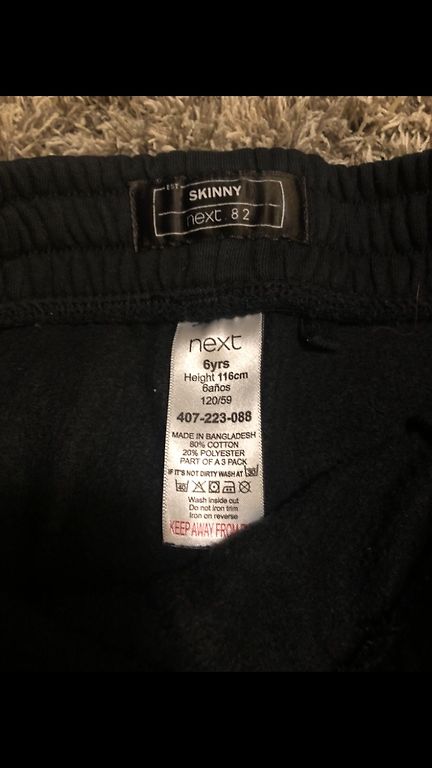 EST
SKINNY
next 82
next
6yrs
Height 116cm
6años
120/59
407-223-088
MADE IN BANGLADESH
80% COTTON
20% POLYESTER
PART OF A 3 PACK
IF IT'S NOT DIRTY WASH AT 30
40
Wash inside out
Do not iron trim
Iron on reverse
KEEP AWAY FROM